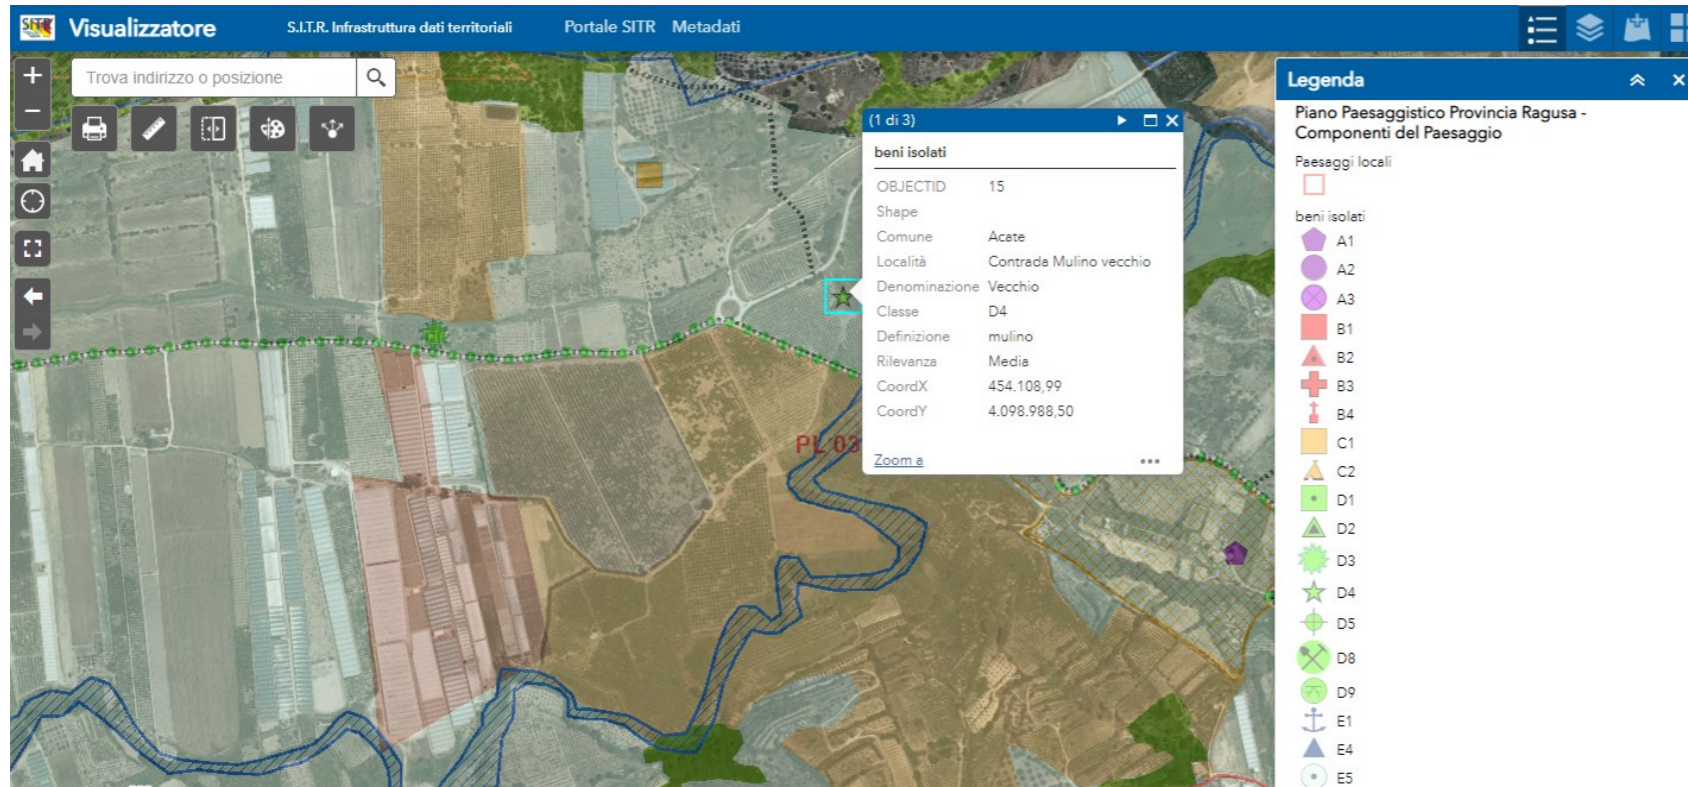 SITR Visualizzatore S.I.T.R. Infrastruttura dati territoriali Portale SITR Metadati
Trova indirizzo o posizione
(1 di 3)
beni isolati
OBJECTID 15
Shape
Comune Acate
Località Contrada Mulino vecchio
Denominazione Vecchio
Classe D4
Definizione mulino
Rilevanza Media
CoordX 454.108,99
CoordY 4.098.988,50
Zoom a
PL 03
Legenda
Piano Paesaggistico Provincia Ragusa -
Componenti del Paesaggio
Paesaggi locali
beni isolati
A1
A2
A3
B1
B2
B3
B4
C1
C2
D1
D2
D3
D4
D5
D8
D9
E1
E4
E5